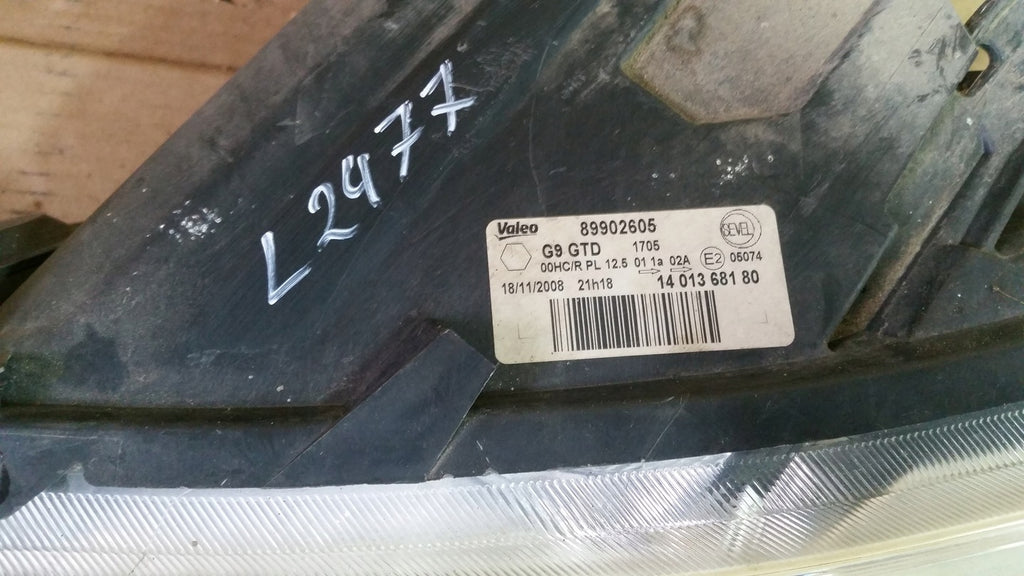 L2477
Valeo 89902605 SEVEL
G9 GTD 1705
00HC/R PL 12.5 01 1a 02A E2 05074
18/11/2008 21h18 14 013 681 80